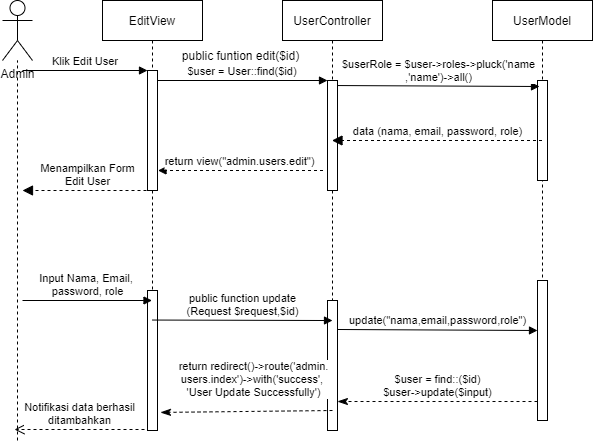 EditView
UserController
UserModel
Admin
Klik Edit User
public funtion edit($id)
$user = User::find($id)
$userRole = $user->roles->pluck('name
,'name')->all()
data (nama, email, password, role)
return view("admin.users.edit")
Menampilkan Form
Edit User
Input Nama, Email,
password, role
public function update
(Request $request,$id)
update("nama,email,password,role")
return redirect()->route('admin.
users.index')->with('success',
'User Update Successfully')
$user = find::($id)
$user->update($input)
Notifikasi data berhasil
ditambahkan